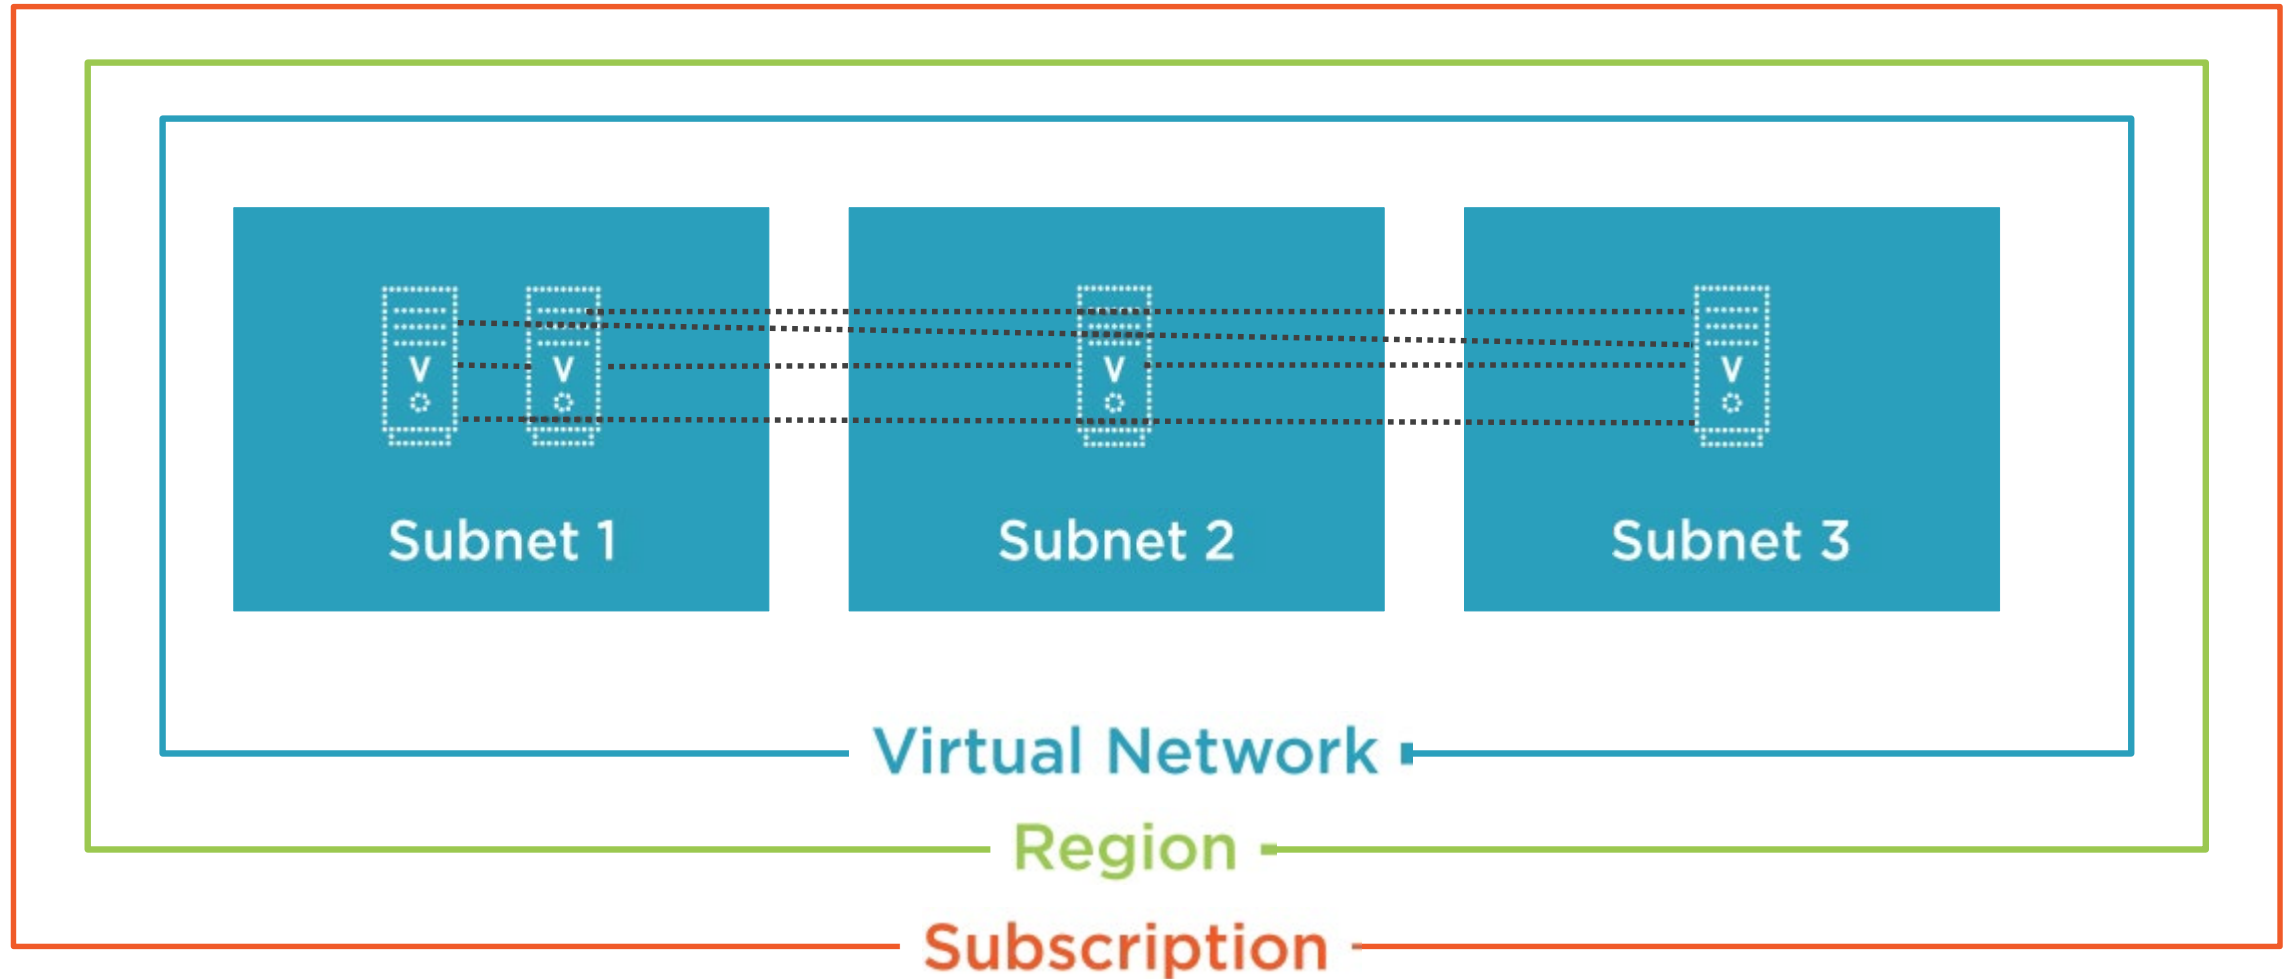 V
V
V
V
Subnet 1
Subnet 2
Subnet 3
Virtual Network
Region
Subscription